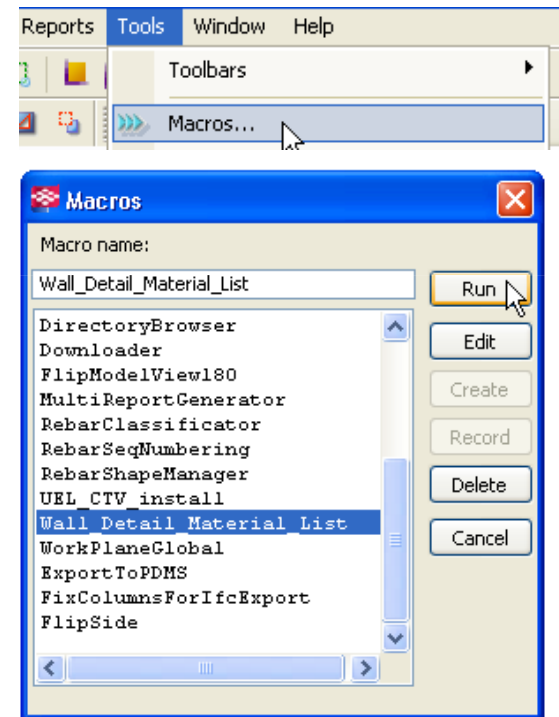 Reports Tools Window Help
Toolbars
Macros...
Macros
Macro name:
Wall_Detail_Material_List
Run
DirectoryBrowser
Downloader
FlipModelView180
MultiReportGenerator
RebarClassificator
RebarSeqNumbering
RebarShapeManager
UEL_CTV_install
Wall_Detail_Material_List
WorkPlaneGlobal
ExportToPDMS
FixColumnsForIfcExport
FlipSide
Edit
Create
Record
Delete
Cancel